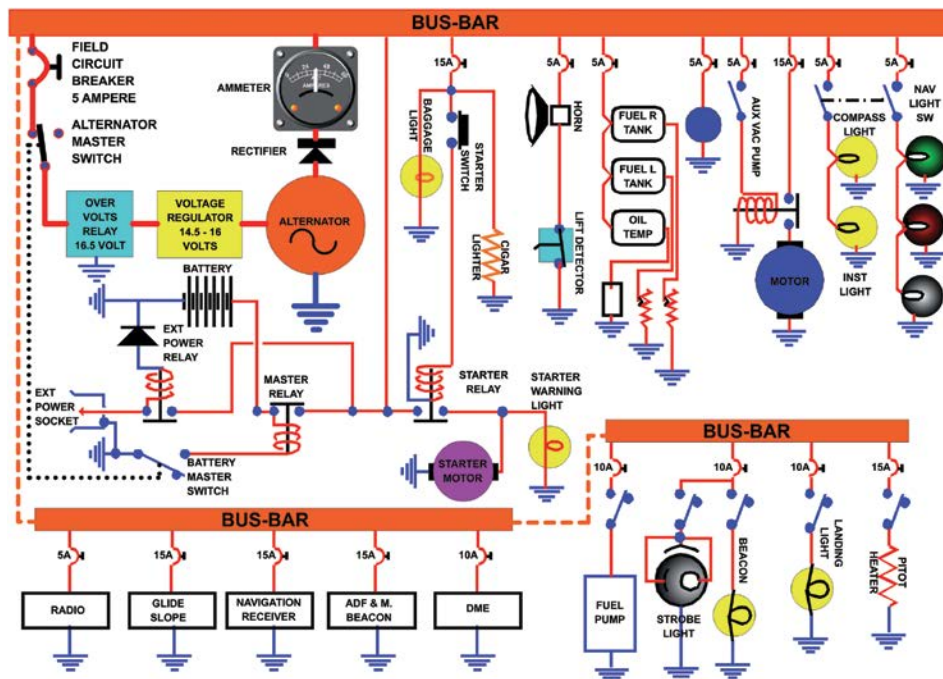 BUS-BAR
FIELD
CIRCUIT
BREAKER
5 AMPERE
ALTERNATOR
MASTER
SWITCH
AMMETER
AMPERES
RECTIFIER
OVER
VOLTS
RELAY
16.5 VOLT
VOLTAGE
REGULATOR
14.5 - 16
VOLTS
ALTERNATOR
BATTERY
EXT
POWER
RELAY
EXT
POWER
SOCKET
MASTER
RELAY
BATTERY
MASTER
SWITCH
15A
BAGGAGE
LIGHT
STARTER
SWITCH
CIGAR
LIGHTER
STARTER RELAY
STARTER
MOTOR
STARTER
WARNING
LIGHT
5A
HORN
LIFT DETECTOR
5A
FUEL R
TANK
FUEL L
TANK
OIL
TEMP
5A
5A
AUX VAC PUMP
15A
MOTOR
5A
COMPASS
LIGHT
INST
LIGHT
5A
NAV
LIGHT
SW
BUS-BAR
5A
15A
15A
15A
10A
RADIO
GLIDE
SLOPE
NAVIGATION
RECEIVER
ADF & M.
BEACON
DME
BUS-BAR
10A
10A
10A
15A
FUEL
PUMP
STROBE
LIGHT
BEACON
LANDING
LIGHT
PITOT
HEATER